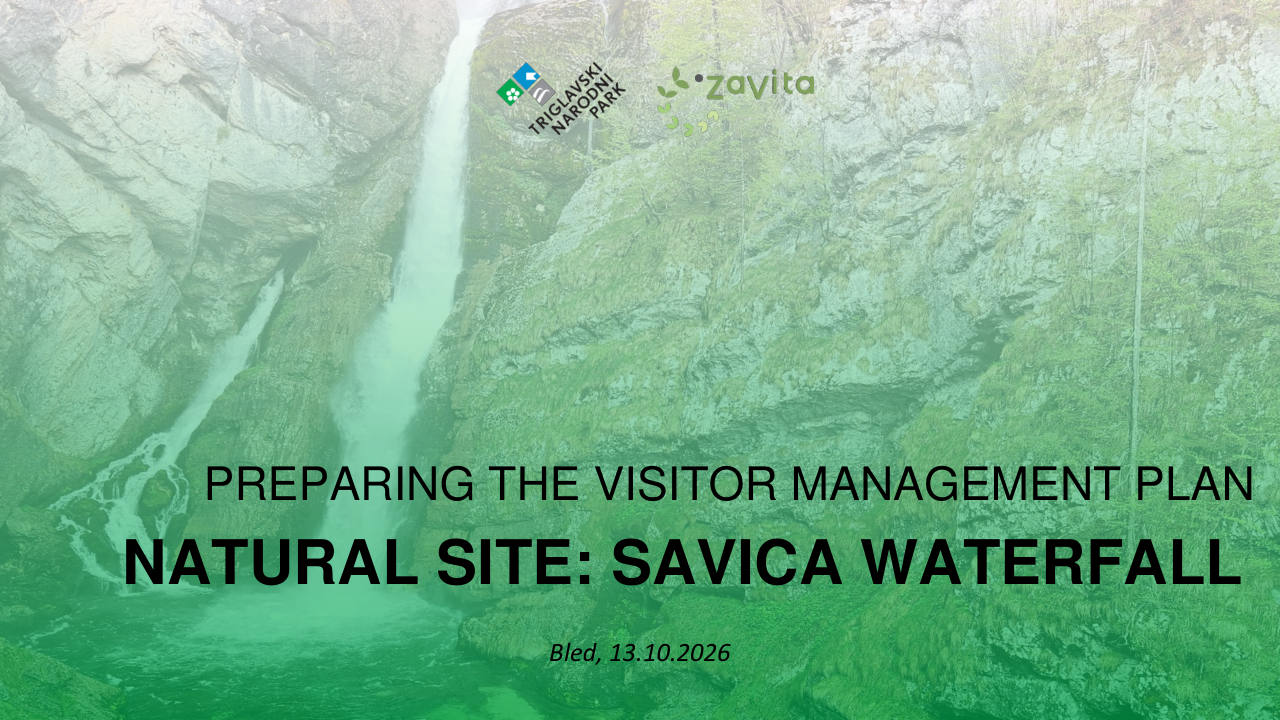 TRIGLAVSKI
NARODNI
PARK
zavita
PREPARING THE VISITOR MANAGEMENT PLAN
NATURAL SITE: SAVICA WATERFALL
Bled, 13.10.2026